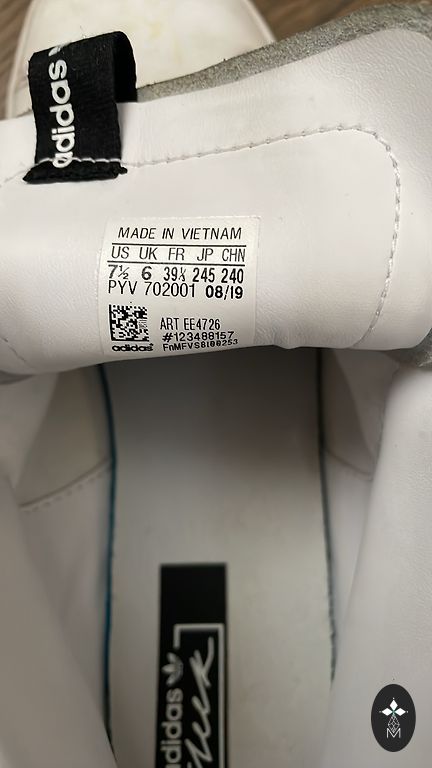 adidas
MADE IN VIETNAM
US UK FR JP CHN
7½ 6 39⅓ 245 240
PYV 702001 08/19
ART EE4726
#123488157
adidas
adidas
M